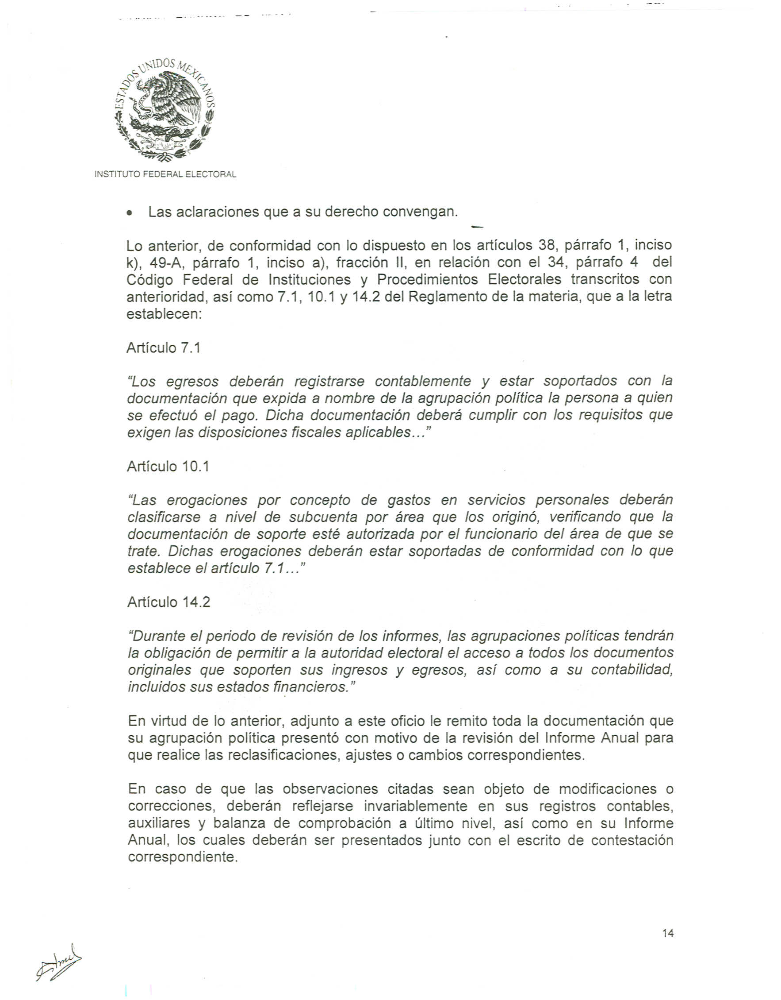 ESTADOS UNIDOS MEXICANOS
INSTITUTO FEDERAL ELECTORAL
• Las aclaraciones que a su derecho convengan.
Lo anterior, de conformidad con lo dispuesto en los artículos 38, párrafo 1, inciso
k), 49-A, párrafo 1, inciso a), fracción II, en relación con el 34, párrafo 4 del
Código Federal de Instituciones y Procedimientos Electorales transcritos con
anterioridad, así como 7.1, 10.1 y 14.2 del Reglamento de la materia, que a la letra
establecen:
Artículo 7.1
“Los egresos deberán registrarse contablemente y estar soportados con la
documentación que expida a nombre de la agrupación política la persona a quien
se efectuó el pago. Dicha documentación deberá cumplir con los requisitos que
exigen las disposiciones fiscales aplicables...”
Artículo 10.1
“Las erogaciones por concepto de gastos en servicios personales deberán
clasificarse a nivel de subcuenta por área que los originó, verificando que la
documentación de soporte esté autorizada por el funcionario del área de que se
trate. Dichas erogaciones deberán estar soportadas de conformidad con lo que
establece el artículo 7.1...”
Artículo 14.2
“Durante el periodo de revisión de los informes, las agrupaciones políticas tendrán
la obligación de permitir a la autoridad electoral el acceso a todos los documentos
originales que soporten sus ingresos y egresos, así como a su contabilidad,
incluidos sus estados financieros.”
En virtud de lo anterior, adjunto a este oficio le remito toda la documentación que
su agrupación política presentó con motivo de la revisión del Informe Anual para
que realice las reclasificaciones, ajustes o cambios correspondientes.
En caso de que las observaciones citadas sean objeto de modificaciones o
correcciones, deberán reflejarse invariablemente en sus registros contables,
auxiliares y balanza de comprobación a último nivel, así como en su Informe
Anual, los cuales deberán ser presentados junto con el escrito de contestación
correspondiente.
14